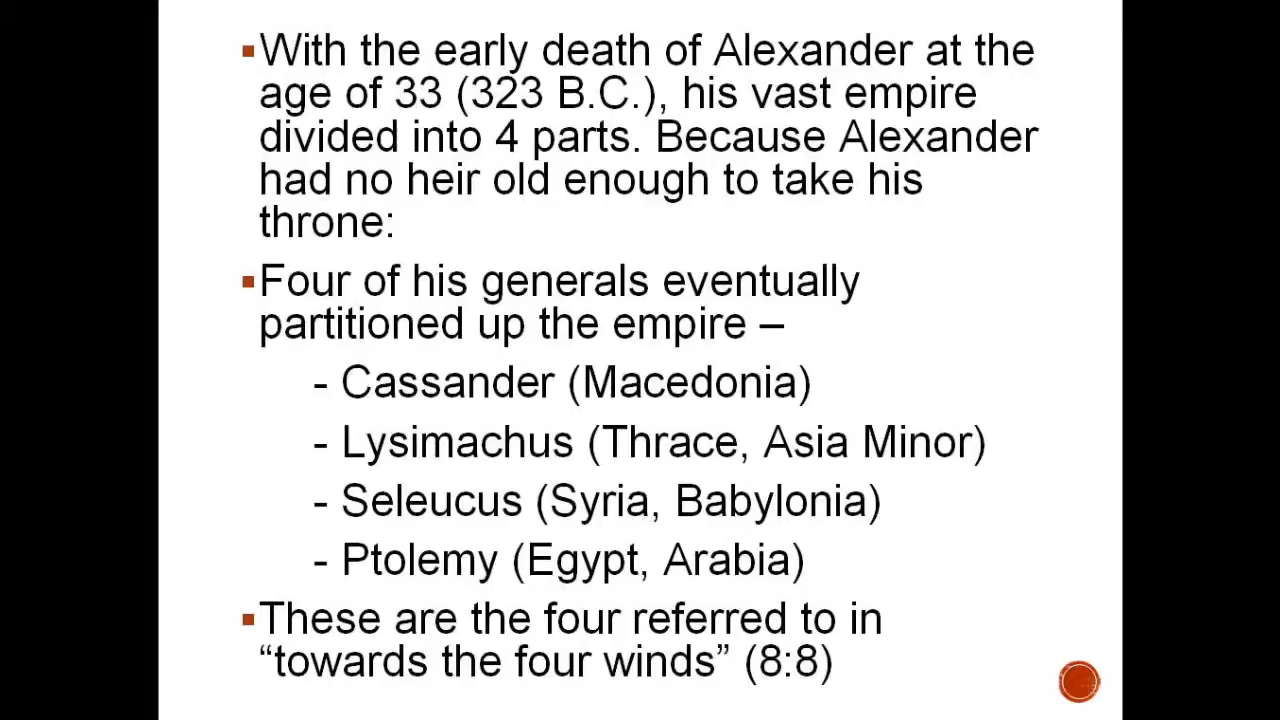 ▪With the early death of Alexander at the
age of 33 (323 B.C.), his vast empire
divided into 4 parts. Because Alexander
had no heir old enough to take his
throne:
▪Four of his generals eventually
partitioned up the empire –
- Cassander (Macedonia)
- Lysimachus (Thrace, Asia Minor)
- Seleucus (Syria, Babylonia)
- Ptolemy (Egypt, Arabia)
▪These are the four referred to in
“towards the four winds” (8:8)